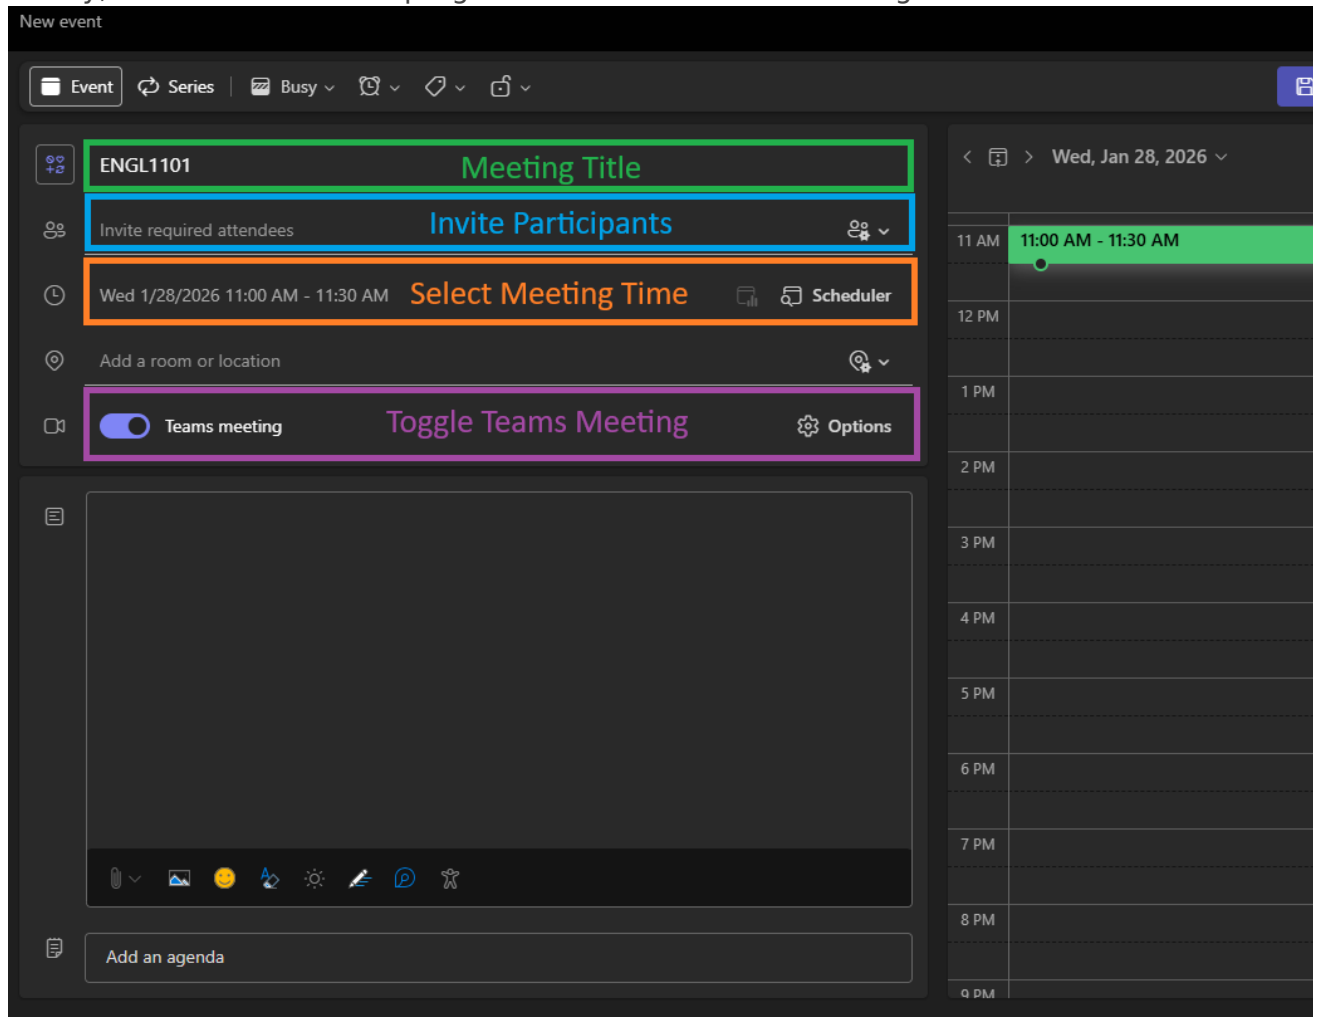 New event
Event Series Busy
ENGL1101 Meeting Title
Invite required attendees Invite Participants
Wed 1/28/2026 11:00 AM - 11:30 AM Select Meeting Time Scheduler
Add a room or location
Teams meeting Toggle Teams Meeting Options
Add an agenda
Wed, Jan 28, 2026
11 AM 11:00 AM - 11:30 AM
12 PM
1 PM
2 PM
3 PM
4 PM
5 PM
6 PM
7 PM
8 PM
9 PM